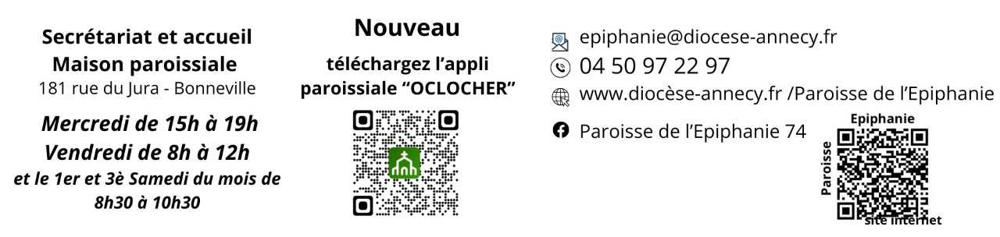 Secrétariat et accueil
Maison paroissiale
181 rue du Jura - Bonneville
Mercredi de 15h à 19h
Vendredi de 8h à 12h
et le 1er et 3è Samedi du mois de
8h30 à 10h30
Nouveau
téléchargez l’appli
paroissiale “OCLOCHER”
epiphanie@diocese-annecy.fr
04 50 97 22 97
www.diocèse-annecy.fr /Paroisse de l’Epiphanie
Paroisse de l’Epiphanie 74
Epiphanie
Paroisse
site internet